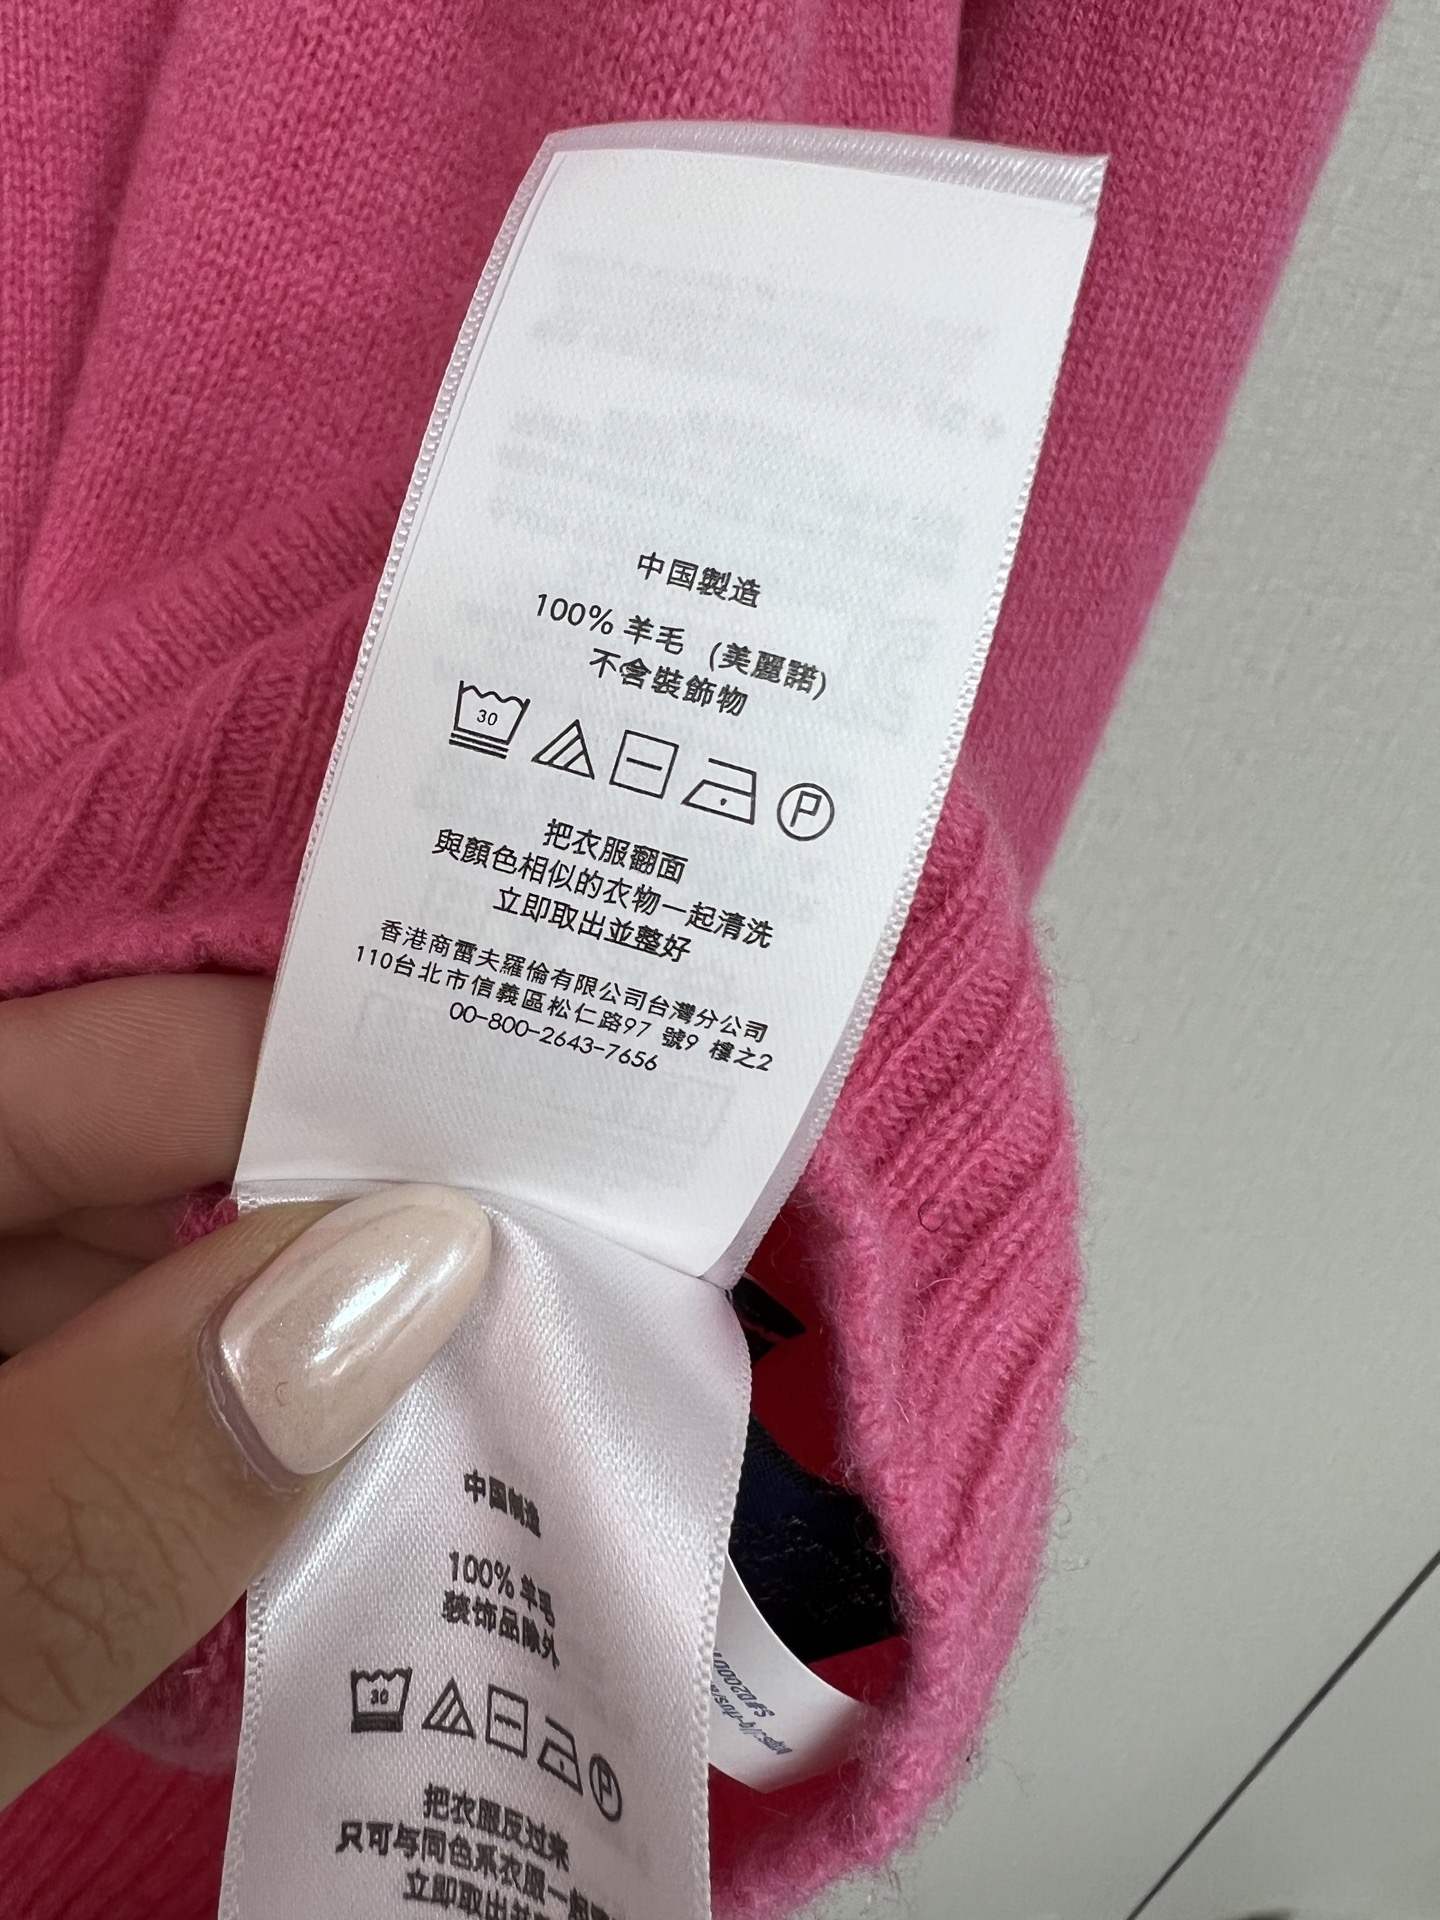 中国製造
100% 羊毛 (美麗諾)
不含裝飾物
30
P
把衣服翻面
與顏色相似的衣物一起清洗
立即取出並整好
香港商雷夫羅倫有限公司台灣分公司
110台北市信義區松仁路97 號9 樓之2
00-800-2643-7656
中国制造
100% 羊毛
装饰品除外
30
P
把衣服反过来
只可与同色系衣服一起
立即取出并